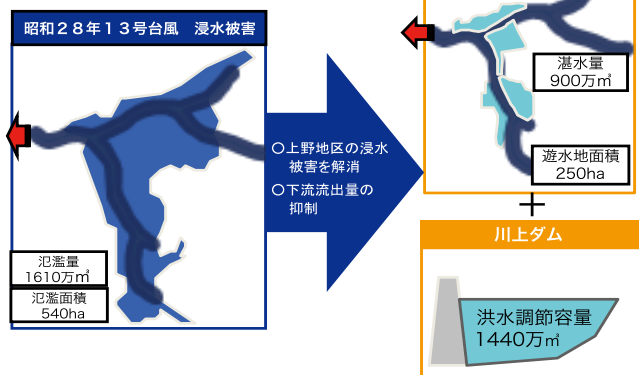 昭和２８年１３号台風　浸水被害
氾濫量
1610万㎥
氾濫面積
540ha
〇上野地区の浸水
被害を解消
〇下流流出量の
抑制
湛水量
900万㎥
遊水地面積
250ha
＋
川上ダム
洪水調節容量
1440万㎥